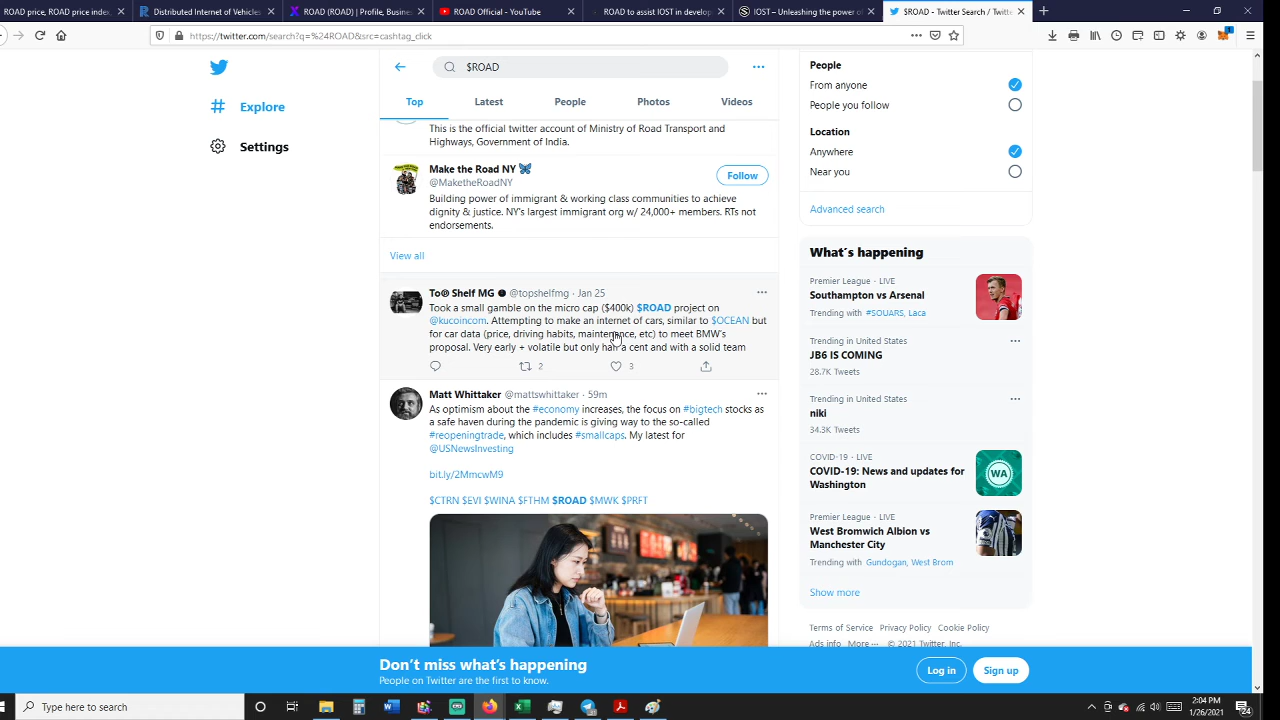 ROAD price, ROAD price index,
Distributed Internet of Vehicles
ROAD (ROAD) | Profile, Busine
ROAD Official - YouTube
ROAD to assist IOST in develop
IOST – Unleashing the power of
$ROAD - Twitter Search / Twitte
https://twitter.com/search?q=%24ROAD&src=cashtag_click
$ROAD
Explore
Settings
Top
Latest
People
Photos
Videos
This is the official twitter account of Ministry of Road Transport and
Highways, Government of India.
Make the Road NY
@MaketheRoadNY
Follow
Building power of immigrant & working class communities to achieve
dignity & justice. NY's largest immigrant org w/ 24,000+ members. RTs not
endorsements.
View all
To@ Shelf MG @topshelfmg · Jan 25
Took a small gamble on the micro cap ($400k) $ROAD project on
@kucoincom. Attempting to make an internet of cars, similar to $OCEAN but
for car data (price, driving habits, maintenance, etc) to meet BMW's
proposal. Very early + volatile but only half a cent and with a solid team
2
3
Matt Whittaker @mattswhittaker · 59m
As optimism about the #economy increases, the focus on #bigtech stocks as
a safe haven during the pandemic is giving way to the so-called
#reopeningtrade, which includes #smallcaps. My latest for
@USNewsInvesting
bit.ly/2MmcwM9
$CTRN $EVI $WINA $FTHM $ROAD $MWK $PRFT
People
From anyone
People you follow
Location
Anywhere
Near you
Advanced search
What's happening
Premier League · LIVE
Southampton vs Arsenal
Trending with #SOUARS, Laca
Trending in United States
JB6 IS COMING
28.7K Tweets
Trending in United States
niki
34.3K Tweets
COVID-19 · LIVE
COVID-19: News and updates for
Washington
WA
Premier League · LIVE
West Bromwich Albion vs
Manchester City
Trending with Gundogan, West Brom
Show more
Terms of Service Privacy Policy Cookie Policy
Ads info More ··· © 2021 Twitter, Inc.
Don't miss what's happening
People on Twitter are the first to know.
Log in
Sign up
Type here to search
2:04 PM
1/26/2021
24